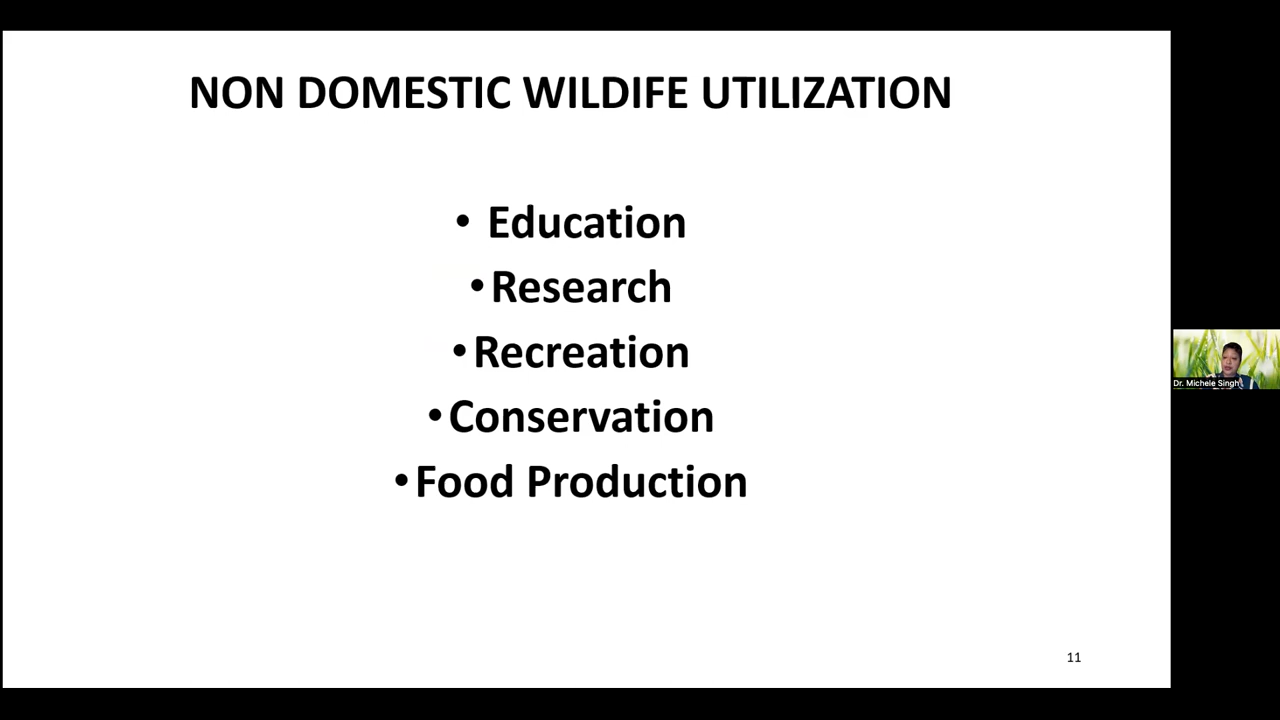 NON DOMESTIC WILDIFE UTILIZATION
• Education
• Research
• Recreation
• Conservation
• Food Production
Dr. Michele Singh
11